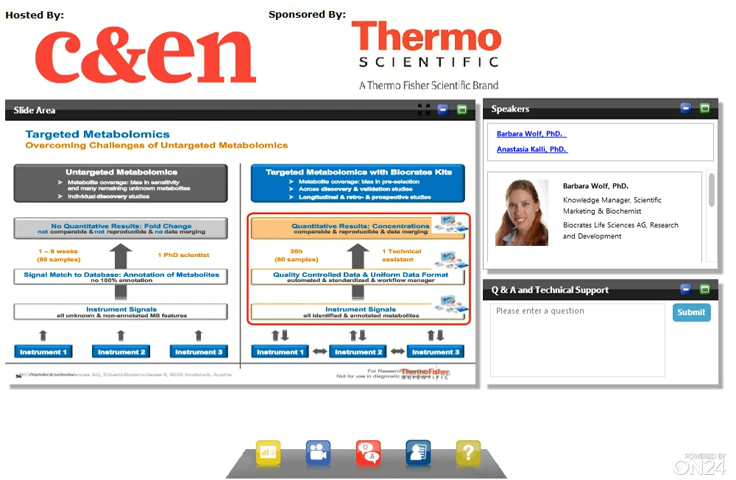 Hosted By:
Sponsored By:
c&en
Thermo
SCIENTIFIC
A Thermo Fisher Scientific Brand
Slide Area
Targeted Metabolomics
Overcoming Challenges of Untargeted Metabolomics
Untargeted Metabolomics
➤ Metabolite coverage: bias in sensitivity
and many remaining unknown metabolites
➤ Individual discovery studies
No Quantitative Results: Fold Change
not comparable & not reproducible & no data merging
1 – 8 weeks
(80 samples)
1 PhD scientist
Signal Match to Database: Annotation of Metabolites
no 100% annotation
Instrument Signals
all unknown & non-annotated MS features
Instrument 1
Instrument 2
Instrument 3
Targeted Metabolomics with Biocrates Kits
➤ Metabolite coverage: bias in pre-selection
➤ Across discovery & validation studies
➤ Longitudinal & retro- & prospective studies
Quantitative Results: Concentrations
comparable & reproducible & data merging
30h
(80 samples)
1 Technical
assistant
Quality Controlled Data & Uniform Data Format
automated & standardized & workflow manager
Instrument Signals
all identified & annotated metabolites
Instrument 1
Instrument 2
Instrument 3
Sciences AG, Eduard-Bodem-Gasse 8, 6020 Innsbruck, Austria
For Research
Not for use in diagnostic
ThermoFisher
SCIENTIFIC
Speakers
Barbara Wolf, PhD.
Anastasia Kalli, PhD.
Barbara Wolf, PhD.
Knowledge Manager, Scientific
Marketing & Biochemist
Biocrates Life Sciences AG, Research
and Development
Q & A and Technical Support
Please enter a question
Submit
Q
A
?
POWERED BY
ON24